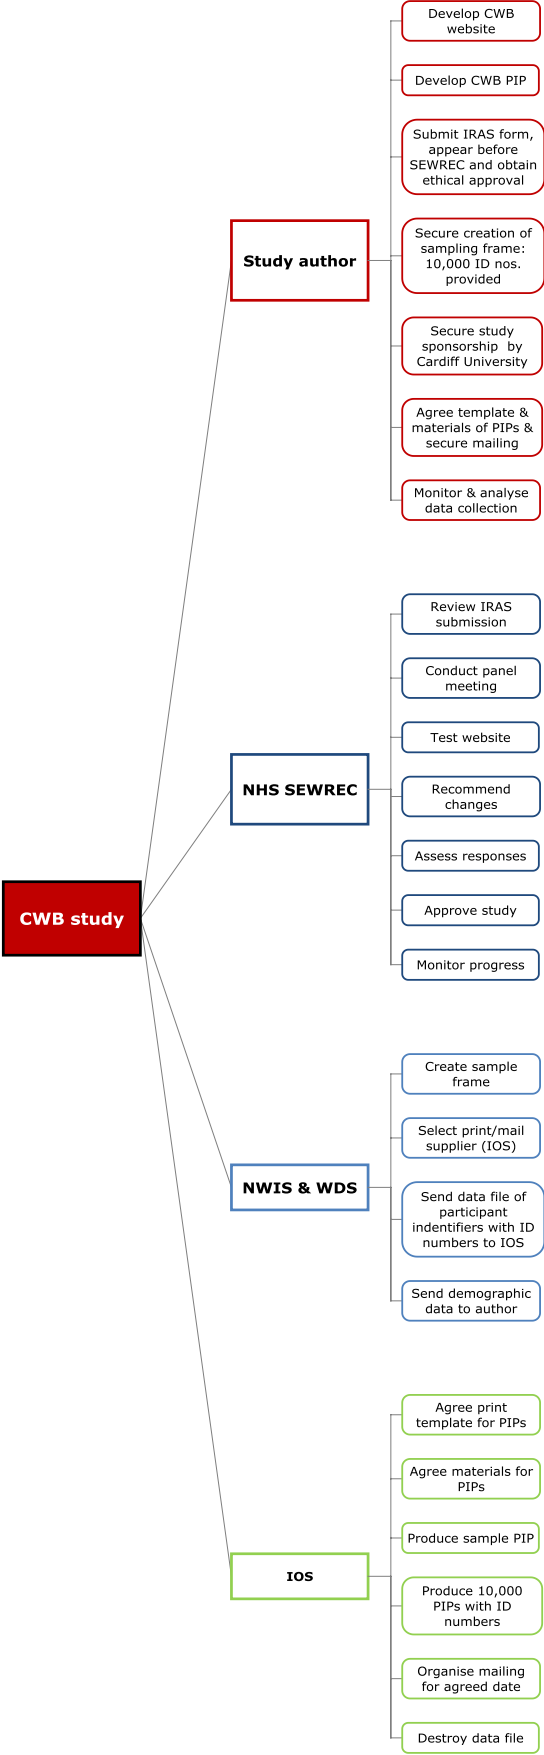 Develop CWB
website
Develop CWB PIP
Submit IRAS form,
appear before
SEWREC and obtain
ethical approval
Secure creation of
sampling frame:
10,000 ID nos.
provided
Study author
Secure study
sponsorship  by
Cardiff University
Agree template &
materials of PIPs &
secure mailing
Monitor & analyse
data collection
Review IRAS
submission
Conduct panel
meeting
Test website
NHS SEWREC
Recommend
changes
Assess responses
Approve study
CWB study
Monitor progress
Create sample
frame
Select print/mail
supplier (IOS)
NWIS & WDS
Send data file of
participant
indentifiers with ID
numbers to IOS
Send demographic
data to author
Agree print
template for PIPs
Agree materials for
PIPs
Produce sample PIP
IOS
Produce 10,000
PIPs with ID
numbers
Organise mailing
for agreed date
Destroy data file